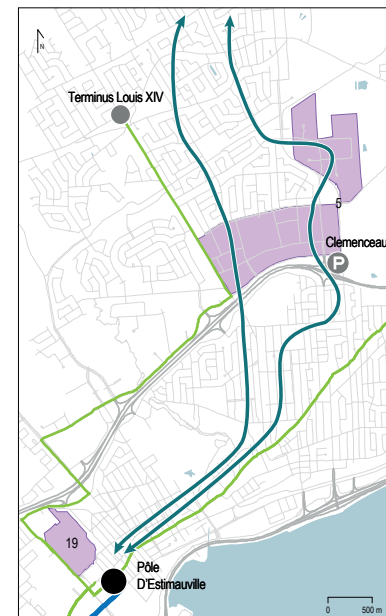 N
Terminus Louis XIV
5
Clemenceau
P
19
Pôle
D'Estimauville
0 500 m